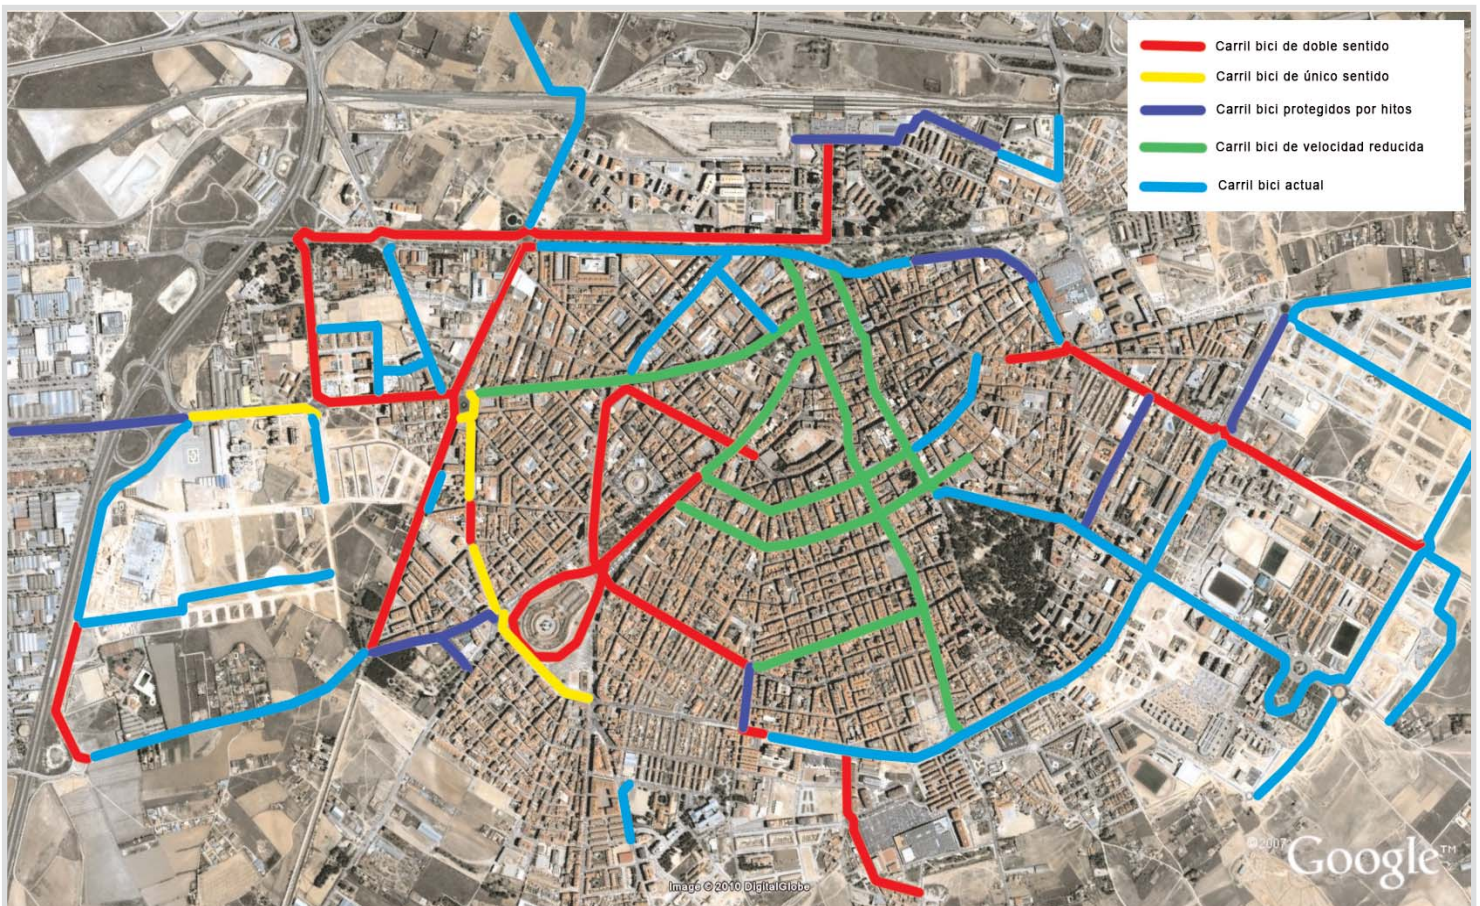 Carril bici de doble sentido
Carril bici de único sentido
Carril bici protegidos por hitos
Carril bici de velocidad reducida
Carril bici actual
©2007 Google™
Image © 2010 DigitalGlobe